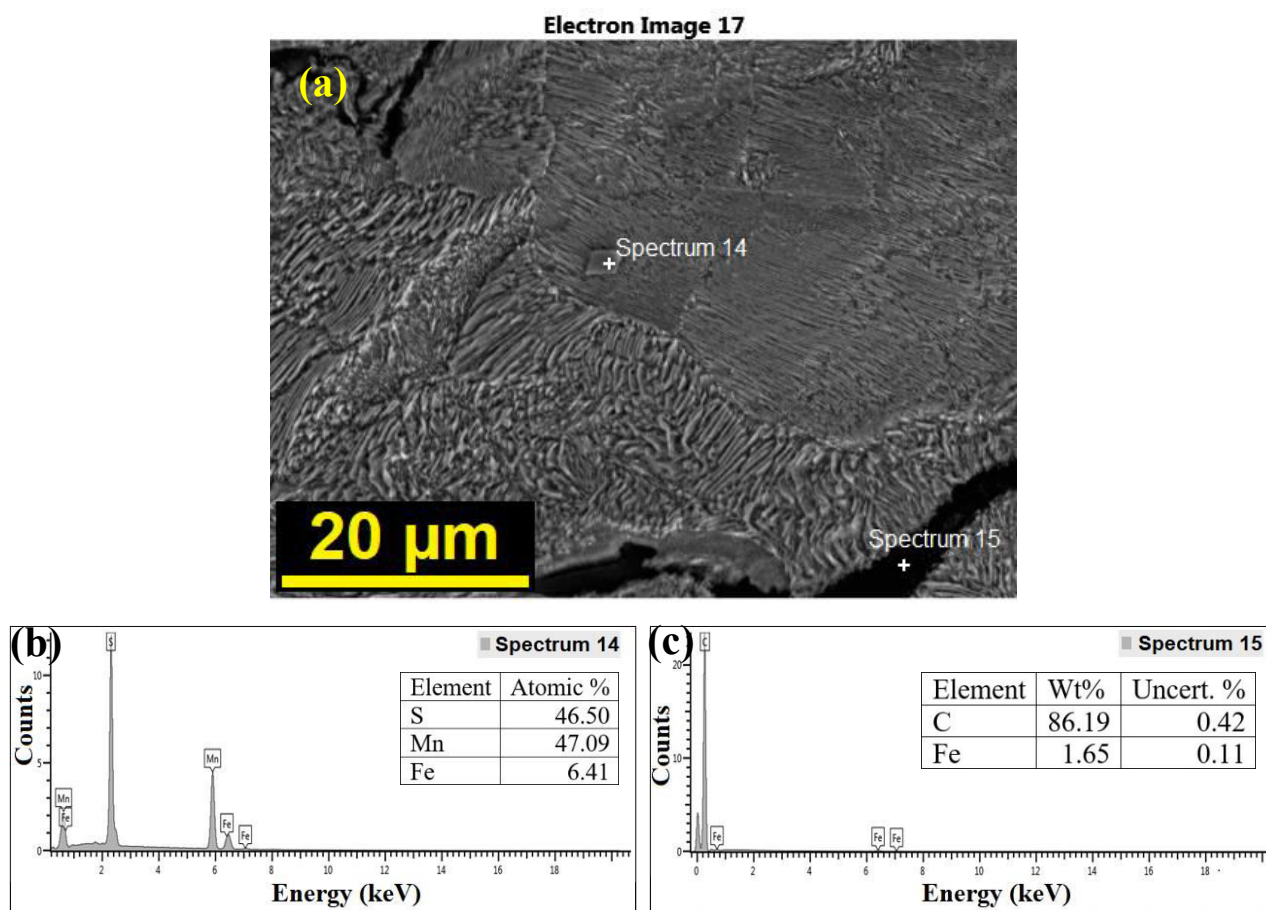 Electron Image 17
(a)
Spectrum 14
Spectrum 15
20 µm
(b)
S
Spectrum 14
Element Atomic %
S 46.50
Mn 47.09
Fe 6.41
Mn
Fe
Mn
Fe
Fe
10
5
0
Counts
2 4 6 8 10 12 14 16 18
Energy (keV)
(c)
C
Spectrum 15
Element Wt% Uncert. %
C 86.19 0.42
Fe 1.65 0.11
Fe
Fe
Fe
20
10
0
Counts
0 2 4 6 8 10 12 14 16 18
Energy (keV)